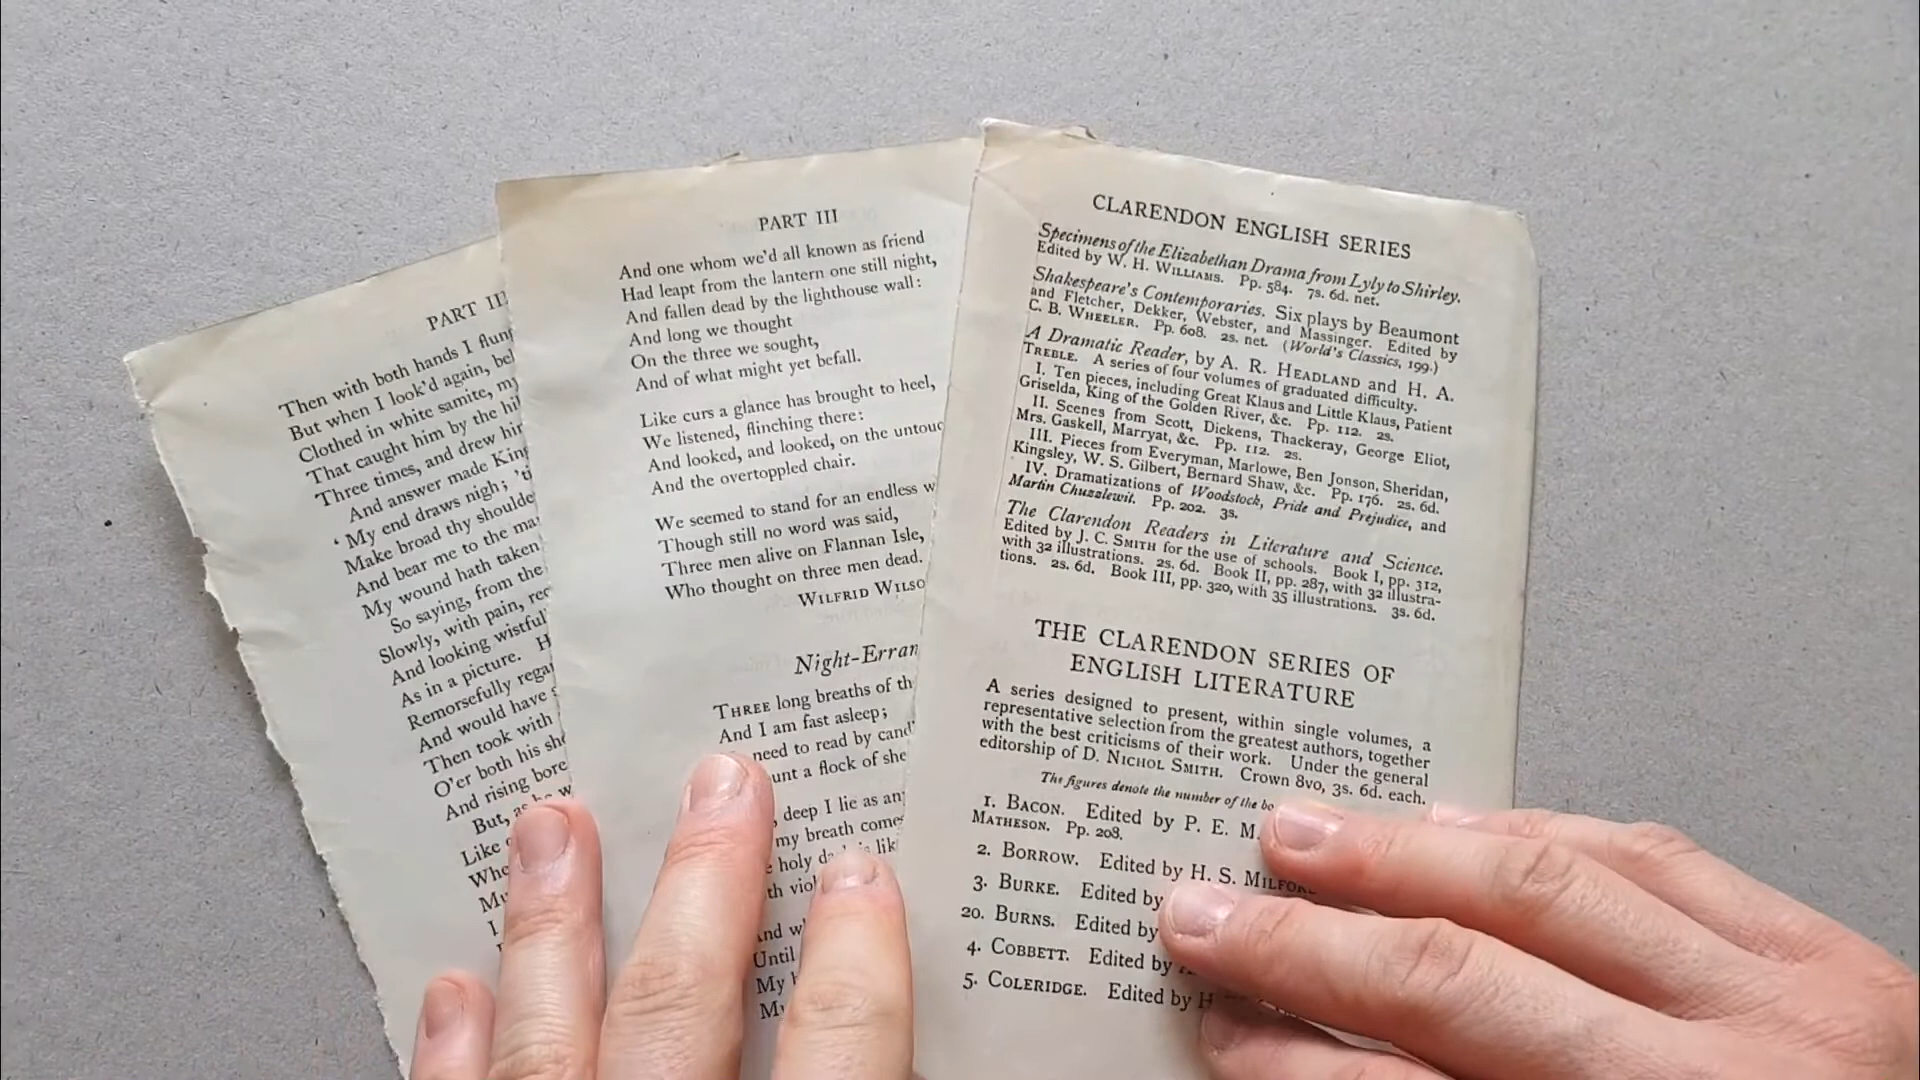 PART III
Then with both hands I flung
But when I look'd again, bel
Clothed in white samite, my
That caught him by the hil
Three times, and drew hir
And answer made King
‘My end draws nigh; 'ti
Make broad thy shoulde
And bear me to the ma
My wound hath taken
So saying, from the
Slowly, with pain, rec
And looking wistful
As in a picture. H
Remorsefully regar
And would have s
Then took with
O'er both his sho
And rising bore
But, as he w
Like
Whe
Mu
I
PART III
And one whom we'd all known as friend
Had leapt from the lantern one still night,
And fallen dead by the lighthouse wall:
And long we thought
On the three we sought,
And of what might yet befall.
Like curs a glance has brought to heel,
We listened, flinching there:
And looked, and looked, on the untouc
And the overtoppled chair.
We seemed to stand for an endless w
Though still no word was said,
Three men alive on Flannan Isle,
Who thought on three men dead.
WILFRID WILSO
Night-Erran
THREE long breaths of th
And I am fast asleep;
need to read by cand
unt a flock of she
deep I lie as any
my breath comes
holy da is lik
th viol
And wh
Until
My h
My
CLARENDON ENGLISH SERIES
Specimens of the Elizabethan Drama from Lyly to Shirley.
Edited by W. H. WILLIAMS. Pp. 584. 7s. 6d. net.
Shakespeare's Contemporaries. Six plays by Beaumont
and Fletcher, Dekker, Webster, and Massinger. Edited by
C. B. WHEELER. Pp. 608. 2s. net. (World's Classics, 199.)
A Dramatic Reader, by A. R. HEADLAND and H. A.
TREBLE. A series of four volumes of graduated difficulty.
I. Ten pieces, including Great Klaus and Little Klaus, Patient
Griselda, King of the Golden River, &c. Pp. 112. 2s.
II. Scenes from Scott, Dickens, Thackeray, George Eliot,
Mrs. Gaskell, Marryat, &c. Pp. 112. 2s.
III. Pieces from Everyman, Marlowe, Ben Jonson, Sheridan,
Kingsley, W. S. Gilbert, Bernard Shaw, &c. Pp. 176. 2s. 6d.
IV. Dramatizations of Woodstock, Pride and Prejudice, and
Martin Chuzzlewit. Pp. 202. 3s.
The Clarendon Readers in Literature and Science.
Edited by J. C. SMITH for the use of schools. Book I, pp. 312,
with 32 illustrations. 2s. 6d. Book II, pp. 287, with 32 illustra-
tions. 2s. 6d. Book III, pp. 320, with 35 illustrations. 3s. 6d.
THE CLARENDON SERIES OF
ENGLISH LITERATURE
A series designed to present, within single volumes, a
representative selection from the greatest authors, together
with the best criticisms of their work. Under the general
editorship of D. NICHOL SMITH. Crown 8vo, 3s. 6d. each.
The figures denote the number of the bo
1. BACON. Edited by P. E. M.
MATHESON. Pp. 208.
2. BORROW. Edited by H. S. MILFORD
3. BURKE. Edited by
20. BURNS. Edited by
4. COBBETT. Edited by
5. COLERIDGE. Edited by H